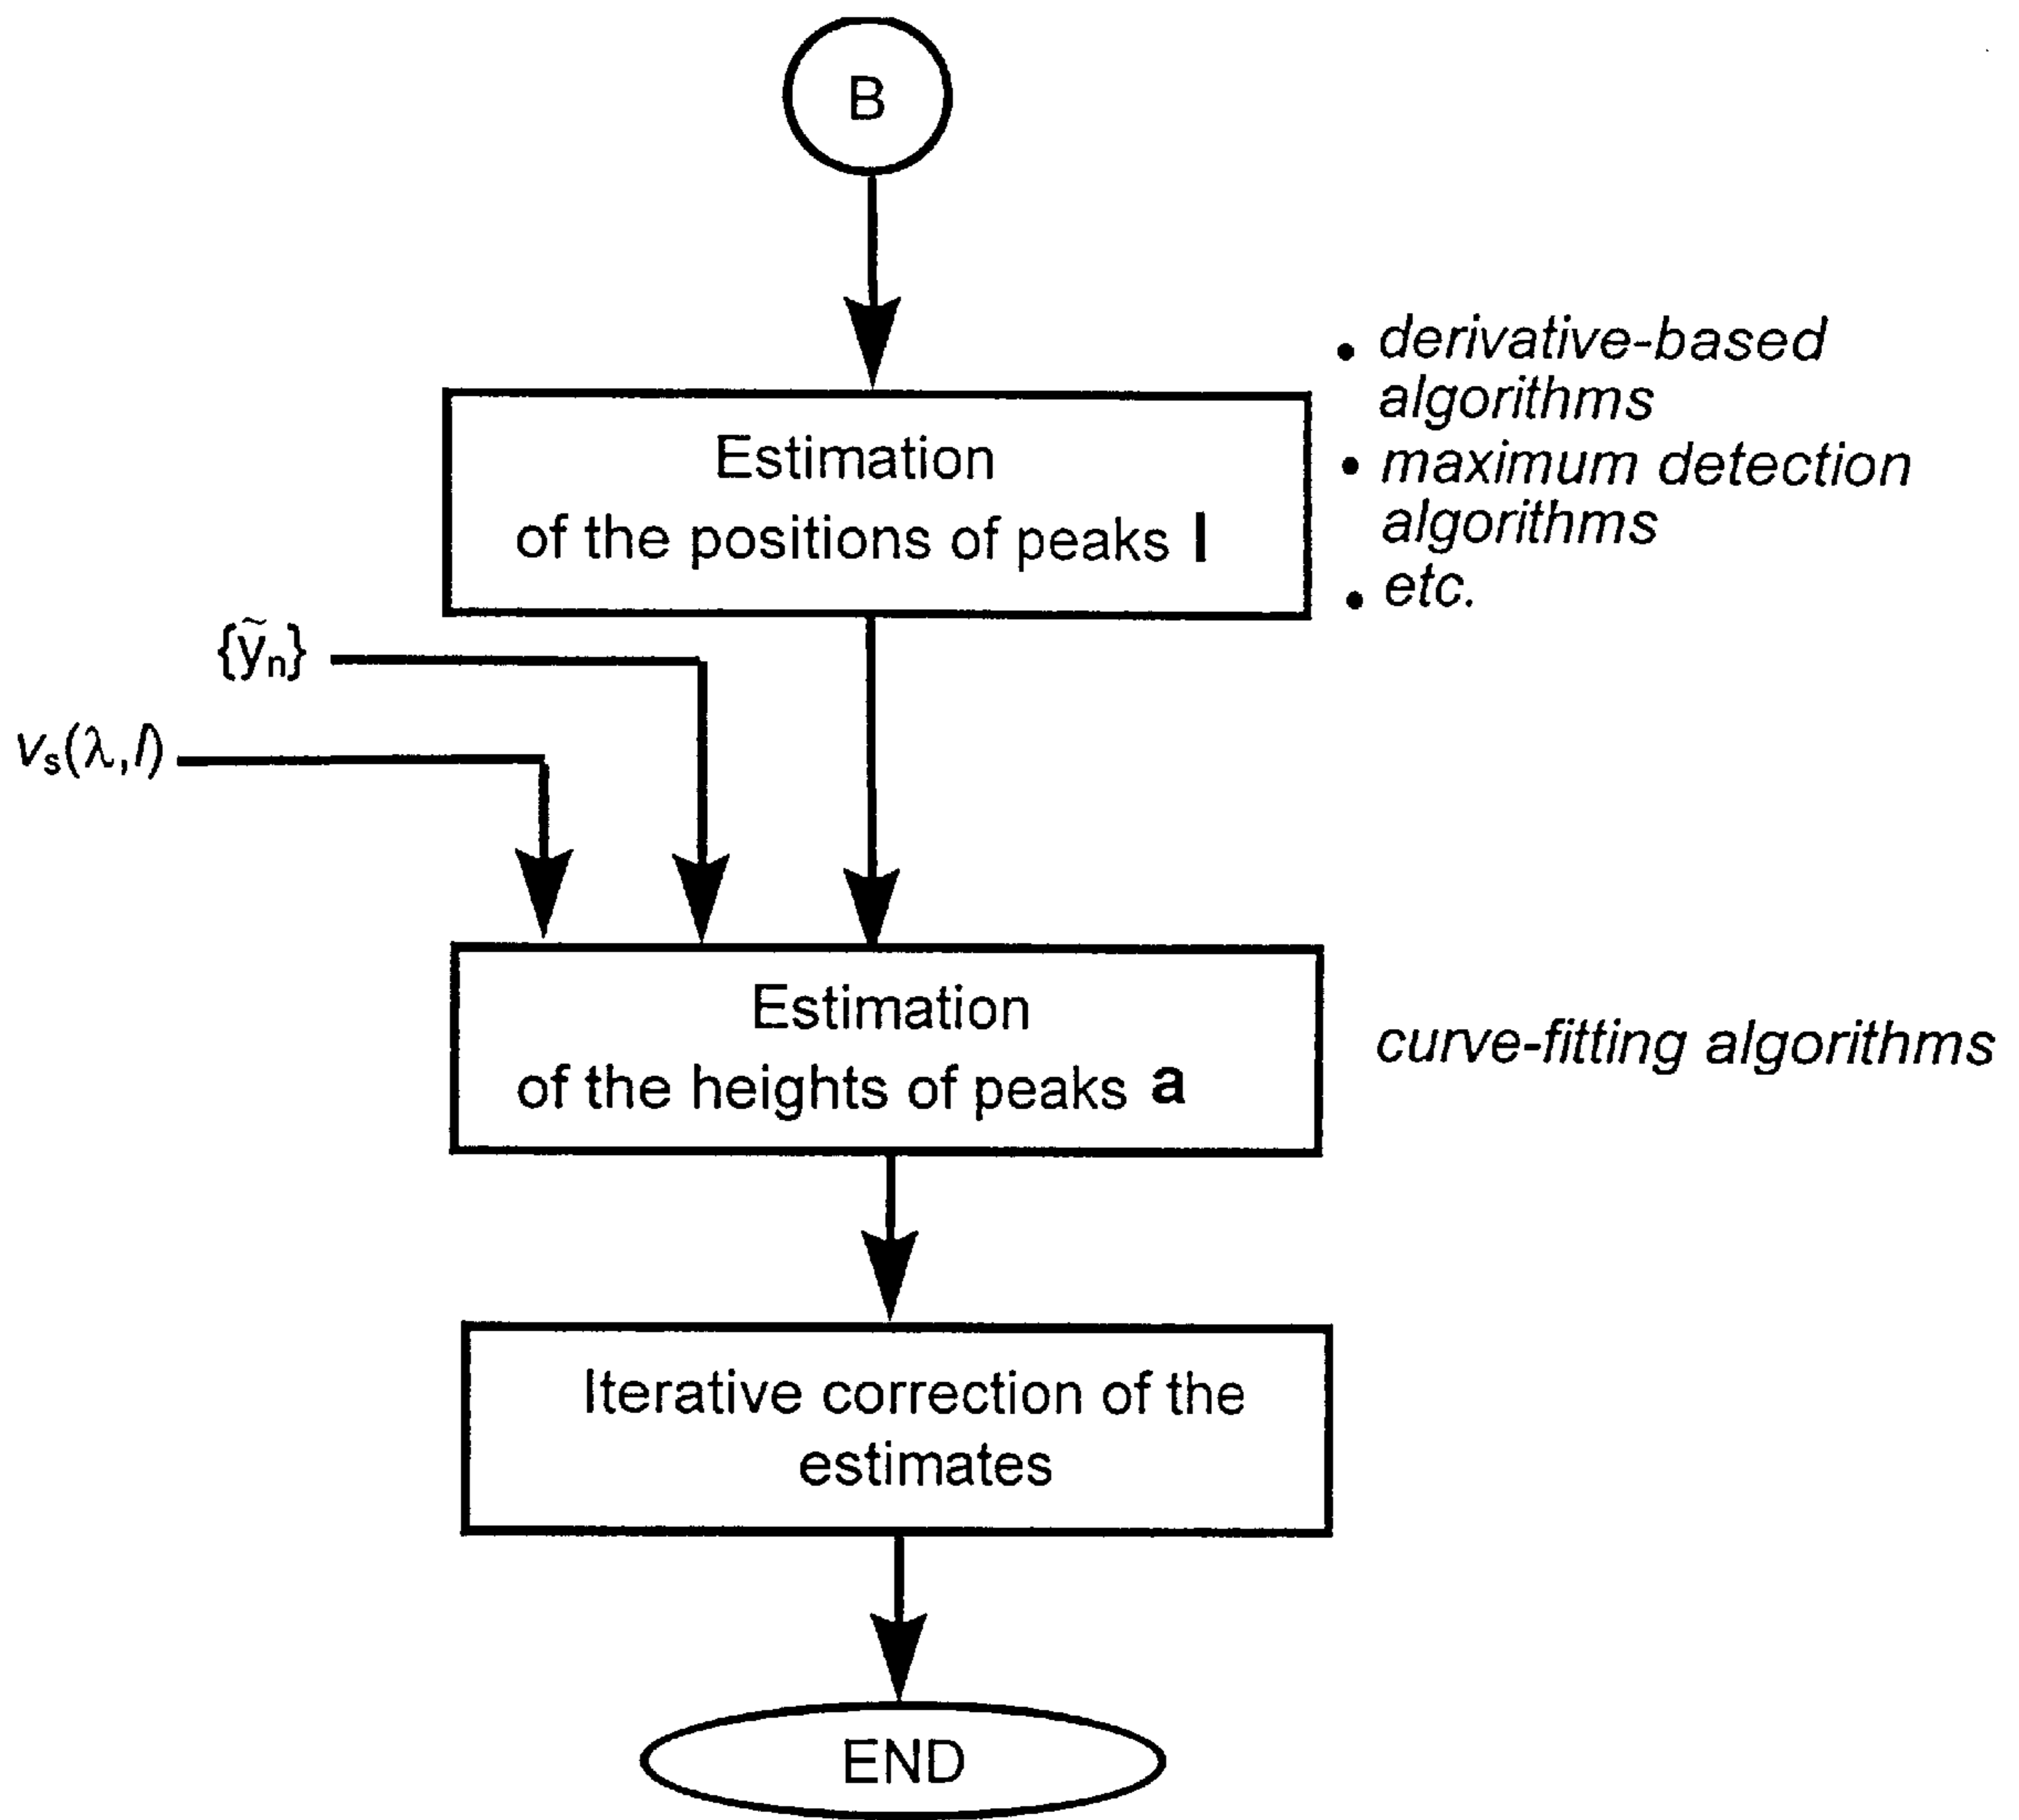 B
Estimation
of the positions of peaks l
• derivative-based
algorithms
• maximum detection
algorithms
• etc.
{ỹn}
vs(λ,l)
Estimation
of the heights of peaks a
curve-fitting algorithms
Iterative correction of the
estimates
END